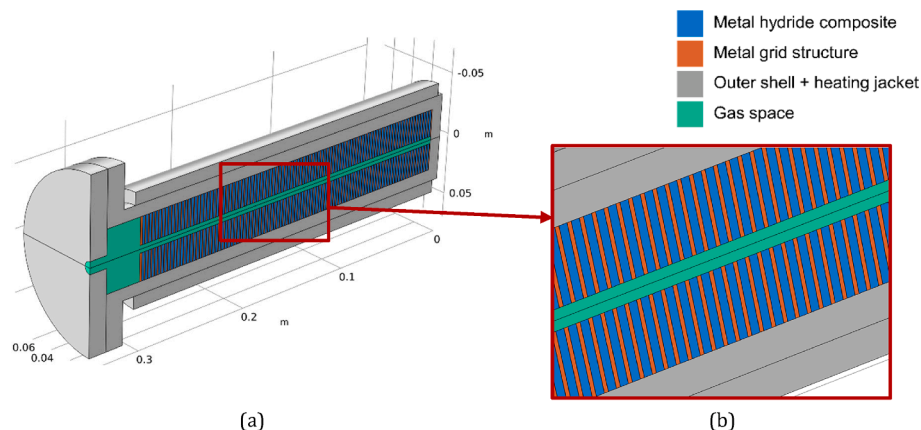 Metal hydride composite
Metal grid structure
Outer shell + heating jacket
Gas space
-0.05
0
m
0.05
0
0.1
0.2
m
0.3
0.06
0.04
(a)
(b)